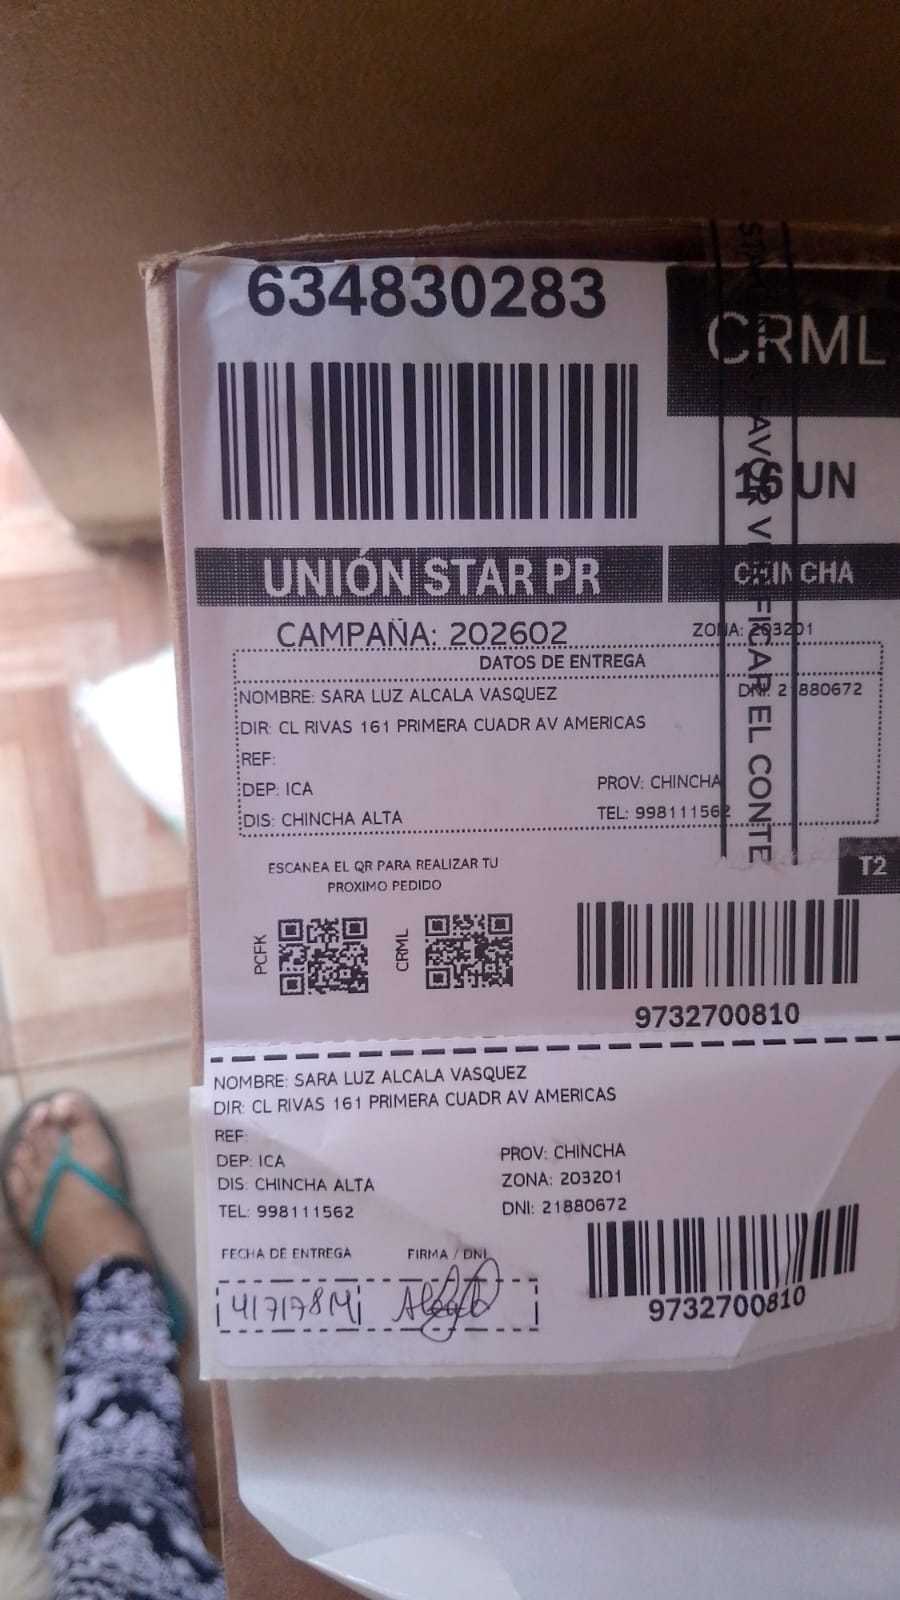 634830283
CRML
16 UN
UNIÓN STAR PR
CHINCHA
CAMPAÑA: 202602
ZONA: 203201
DATOS DE ENTREGA
NOMBRE: SARA LUZ ALCALA VASQUEZ
DNI: 21880672
DIR: CL RIVAS 161 PRIMERA CUADR AV AMERICAS
REF:
DEP: ICA
PROV: CHINCHA
DIS: CHINCHA ALTA
TEL: 998111562
FAVOR VERIFICAR EL CONTE
T2
ESCANEA EL QR PARA REALIZAR TU
PROXIMO PEDIDO
PCFK
CRML
9732700810
NOMBRE: SARA LUZ ALCALA VASQUEZ
DIR: CL RIVAS 161 PRIMERA CUADR AV AMERICAS
REF:
DEP: ICA
PROV: CHINCHA
DIS: CHINCHA ALTA
ZONA: 203201
TEL: 998111562
DNI: 21880672
FECHA DE ENTREGA
FIRMA / DNI
9732700810